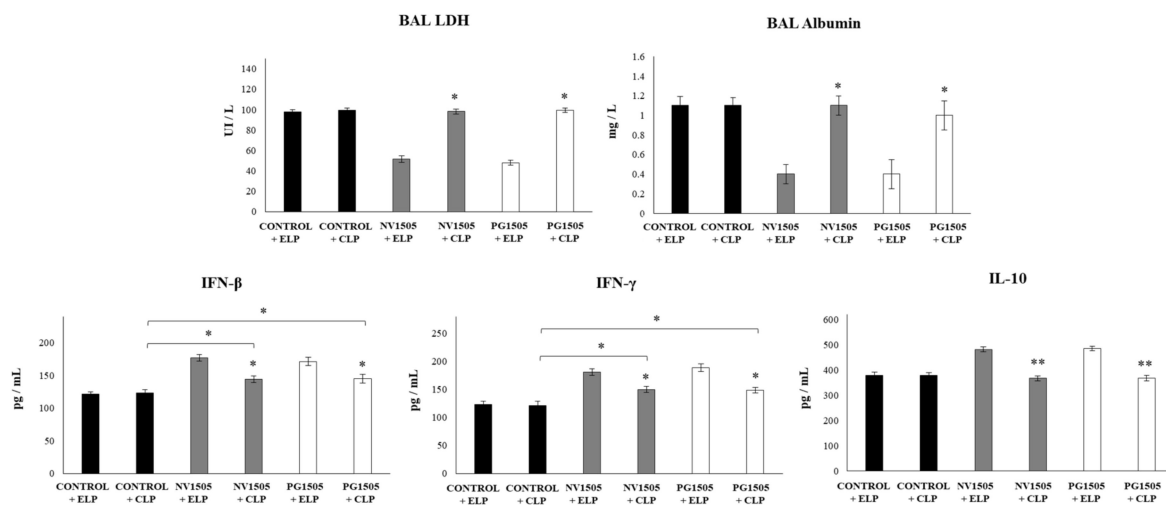 BAL LDH
UI / L
120
100
80
60
40
20
0
*
*
CONTROL + ELP
CONTROL + CLP
NV1505 + ELP
NV1505 + CLP
PG1505 + ELP
PG1505 + CLP
BAL Albumin
mg / L
1.6
1.4
1.2
1
0.8
0.6
0.4
0.2
0
*
*
CONTROL + ELP
CONTROL + CLP
NV1505 + ELP
NV1505 + CLP
PG1505 + ELP
PG1505 + CLP
IFN-β
pg / mL
200
150
100
50
0
*
*
*
*
CONTROL + ELP
CONTROL + CLP
NV1505 + ELP
NV1505 + CLP
PG1505 + ELP
PG1505 + CLP
IFN-γ
pg / mL
250
200
150
100
50
0
*
*
*
*
CONTROL + ELP
CONTROL + CLP
NV1505 + ELP
NV1505 + CLP
PG1505 + ELP
PG1505 + CLP
IL-10
pg / mL
600
500
400
300
200
100
0
**
**
CONTROL + ELP
CONTROL + CLP
NV1505 + ELP
NV1505 + CLP
PG1505 + ELP
PG1505 + CLP